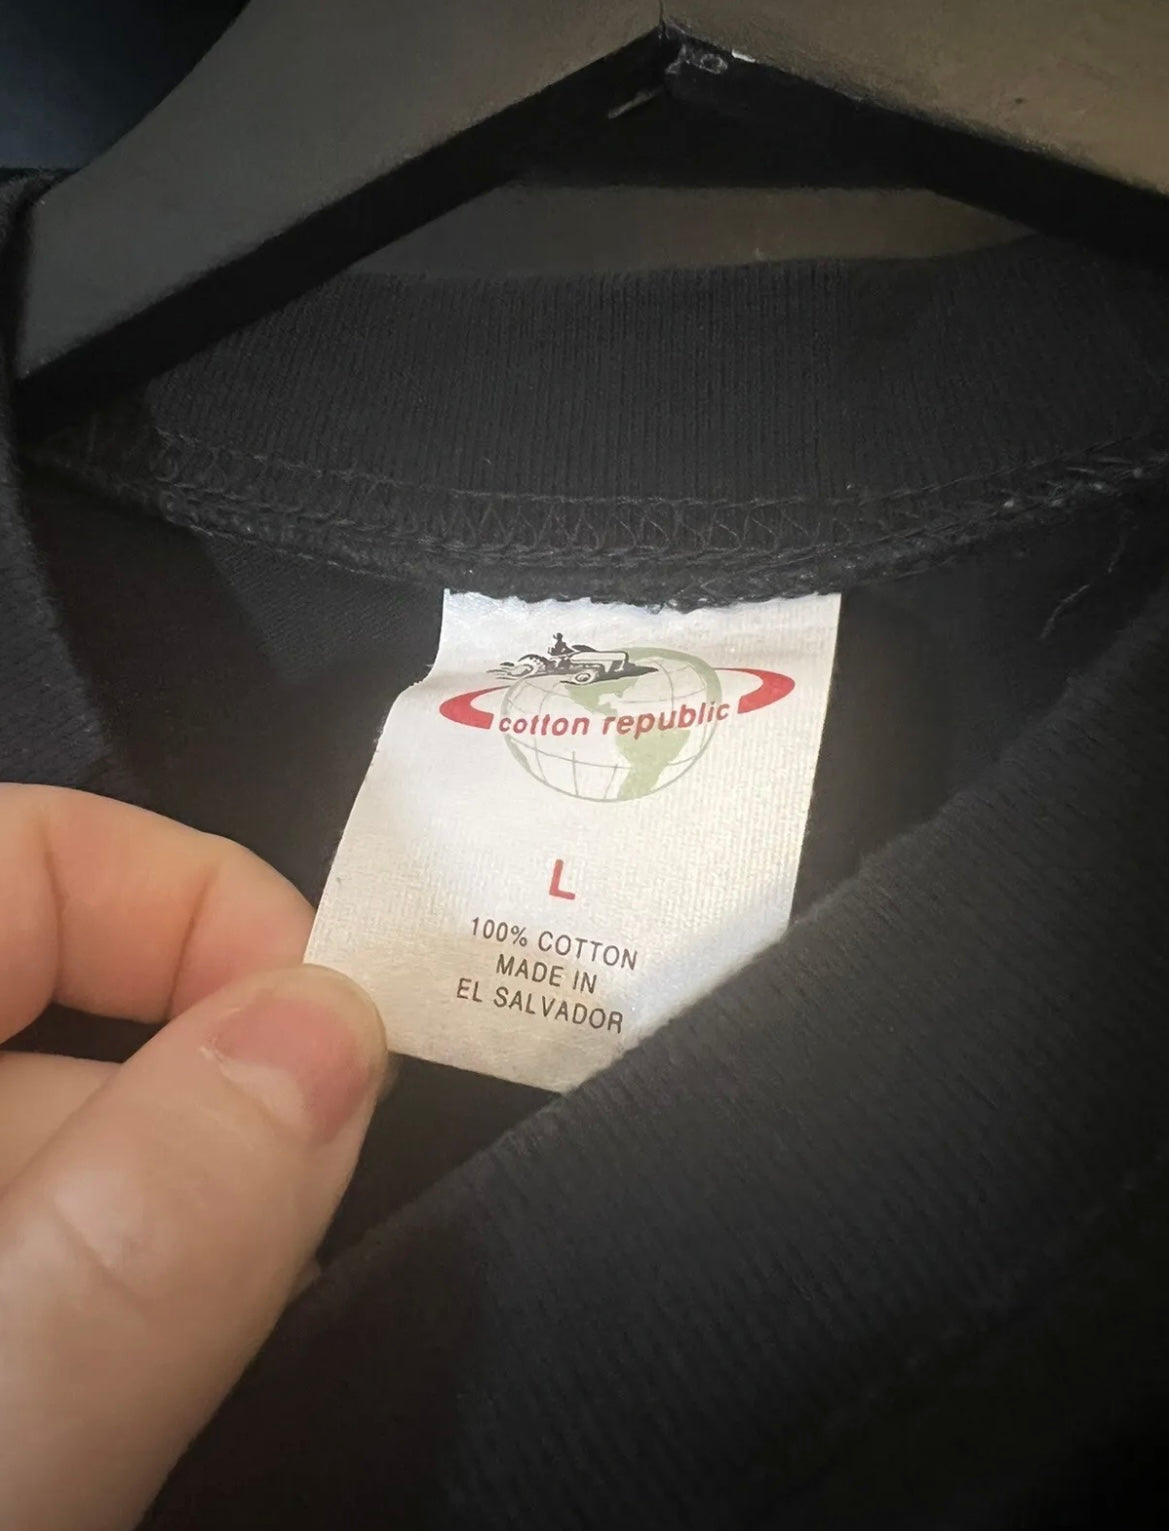 cotton republic
L
100% COTTON
MADE IN
EL SALVADOR